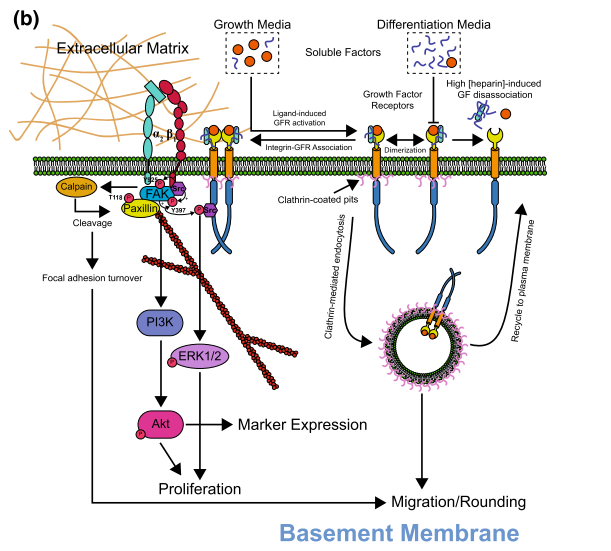 (b)
Growth Media
Differentiation Media
Extracellular Matrix
Soluble Factors
High [heparin]-induced
GF disassociation
Growth Factor
Receptors
Ligand-induced
GFR activation
α2 β1
Integrin-GFR Association
Dimerization
Calpain
FAK
Src
P
P
T118
P
Paxillin
Y397
P
Src
Cleavage
Clathrin-coated pits
Clathrin-mediated endocytosis
Recycle to plasma membrane
Focal adhesion turnover
PI3K
ERK1/2
P
Akt
P
Marker Expression
Proliferation
Migration/Rounding
Basement Membrane